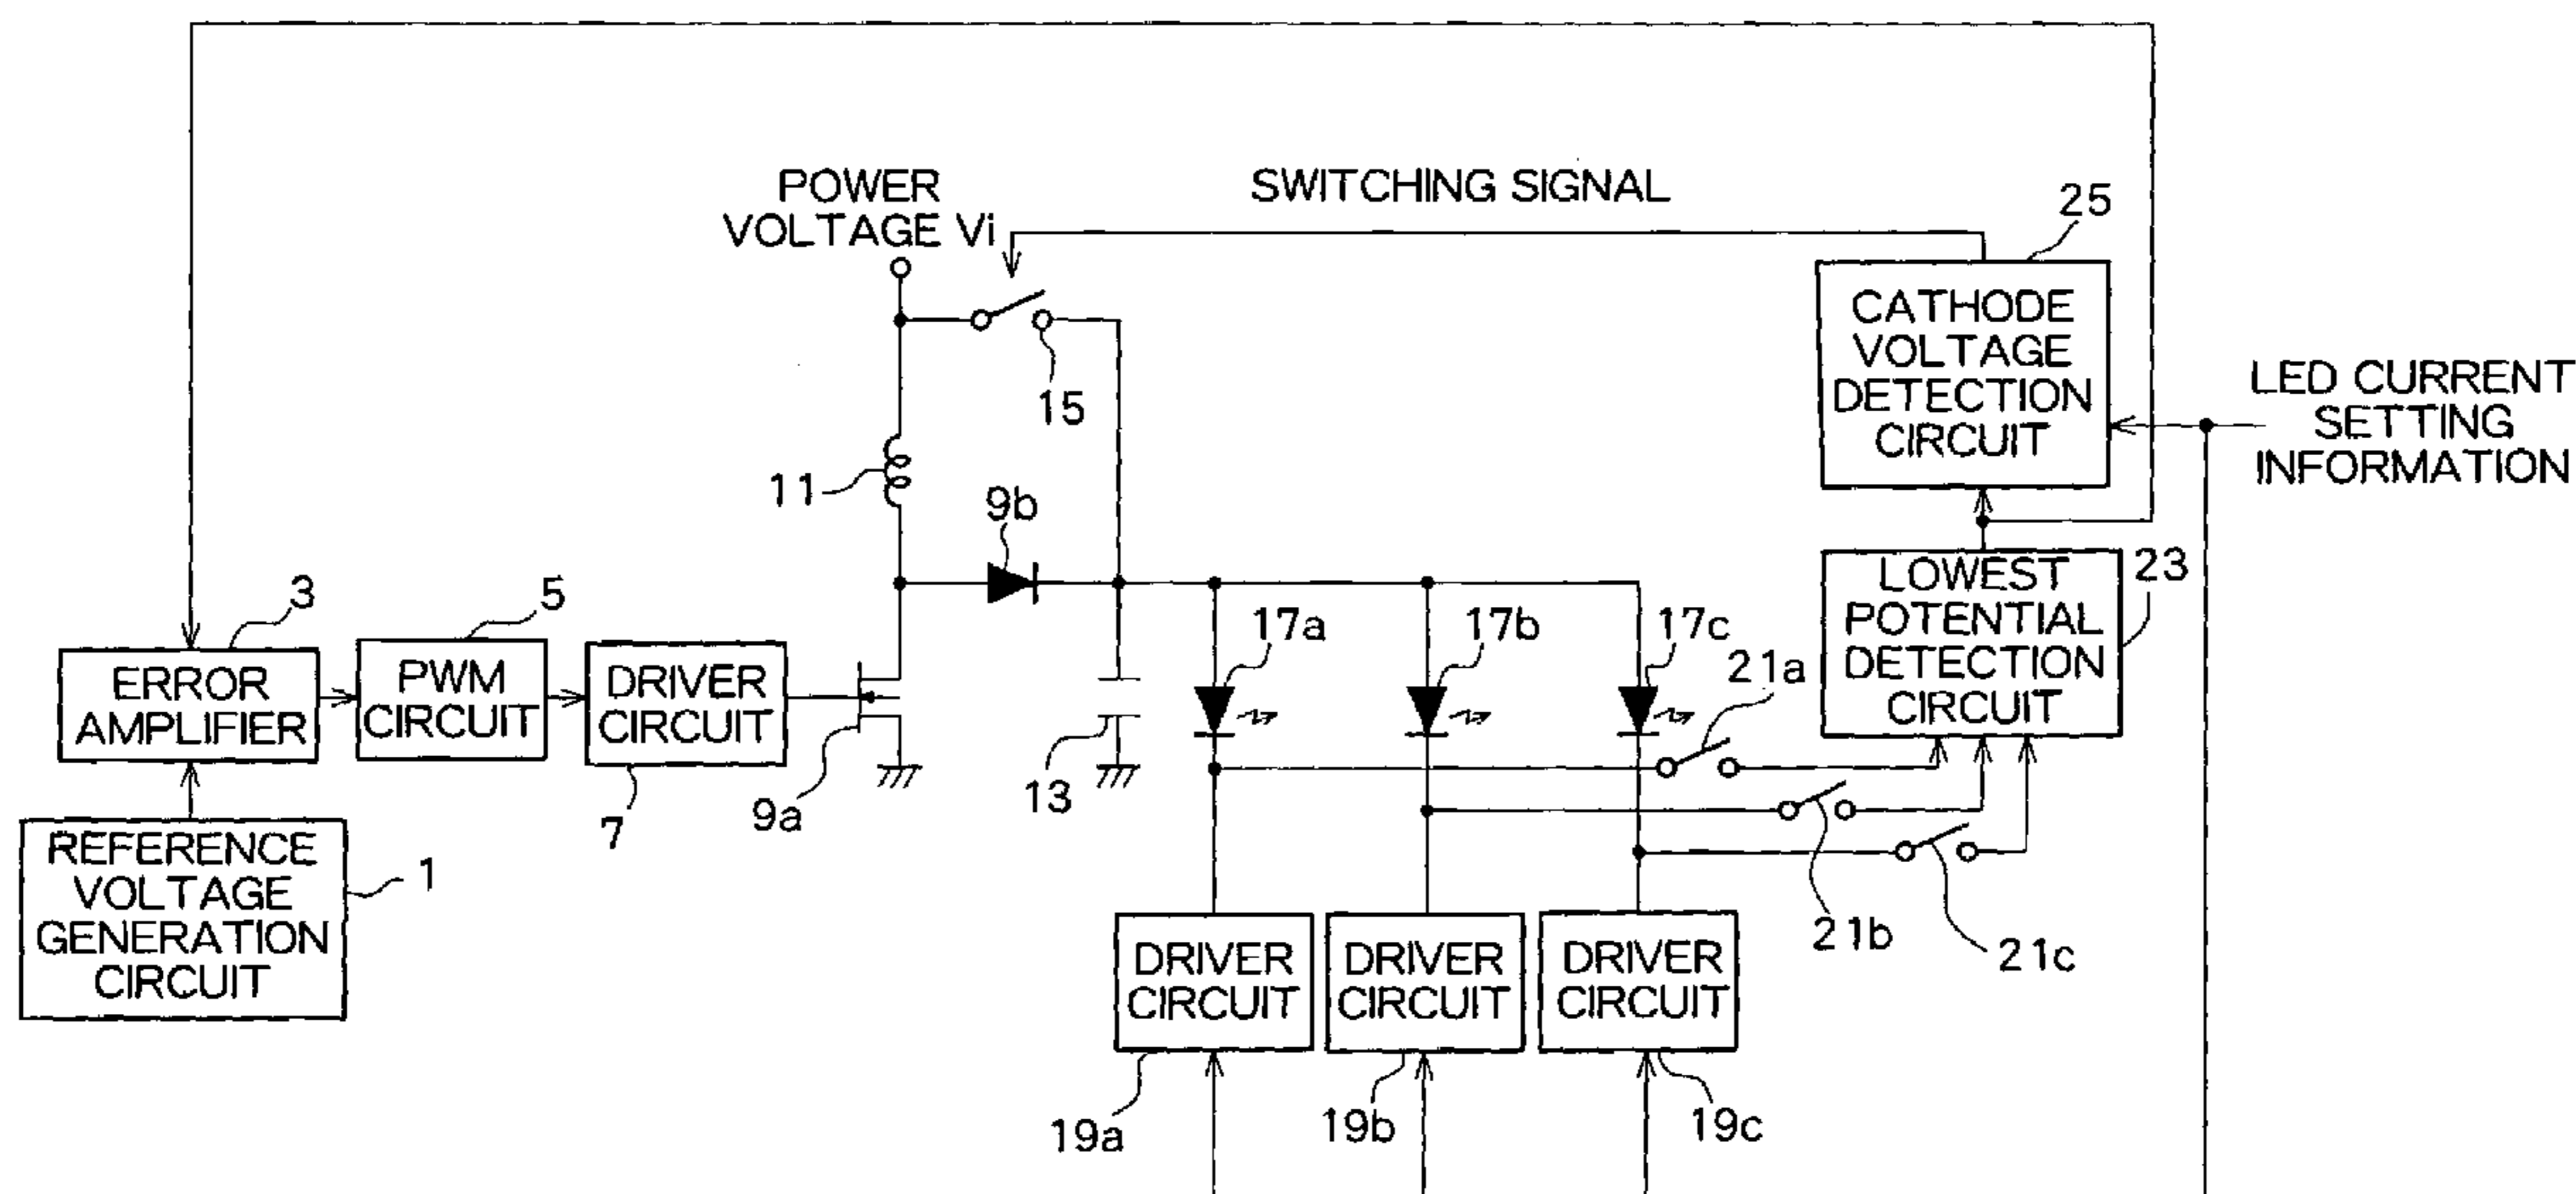 POWER
VOLTAGE Vi
SWITCHING SIGNAL
25
CATHODE
VOLTAGE
DETECTION
CIRCUIT
LED CURRENT
SETTING
INFORMATION
15
11
9b
LOWEST
POTENTIAL
DETECTION
CIRCUIT
23
3
5
ERROR
AMPLIFIER
PWM
CIRCUIT
DRIVER
CIRCUIT
7
9a
13
17a
17b
17c
21a
21b
21c
REFERENCE
VOLTAGE
GENERATION
CIRCUIT
1
DRIVER
CIRCUIT
DRIVER
CIRCUIT
DRIVER
CIRCUIT
19a
19b
19c